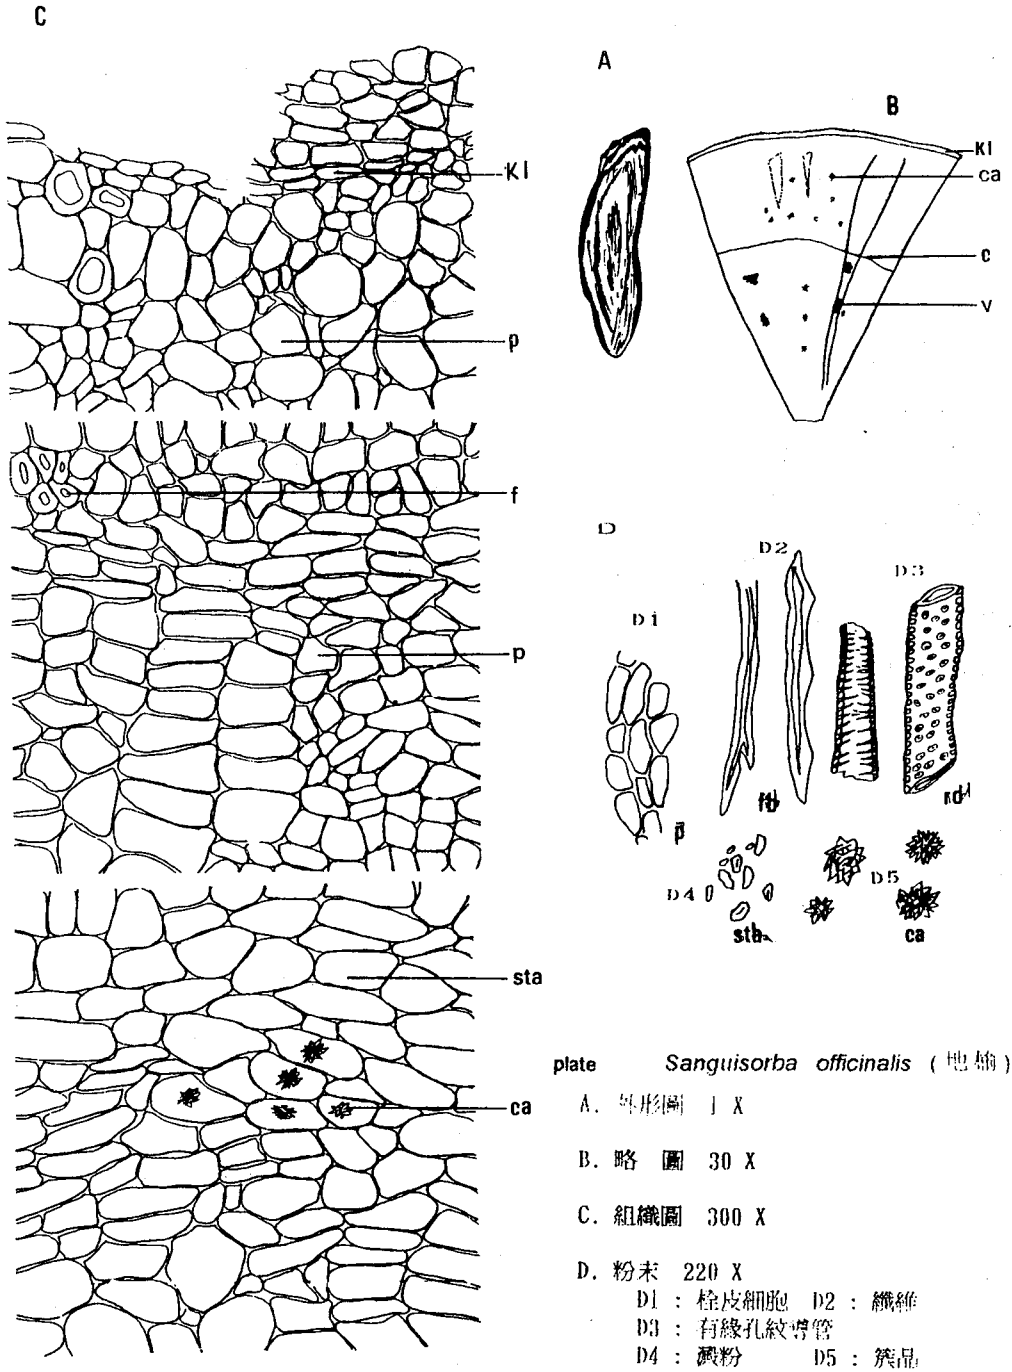 C
A
B
Kl
Kl
ca
c
v
p
f
p
D
D1
D2
D3
p
fb
D4
D5
ca
sta
ca
plate Sanguisorba officinalis (地榆)
A. 外形圖 1 X
B. 略 圖 30 X
C. 組織圖 300 X
D. 粉末 220 X
D1 : 栓皮細胞 D2 : 纖維
D3 : 有緣孔紋導管
D4 : 澱粉 D5 : 簇晶